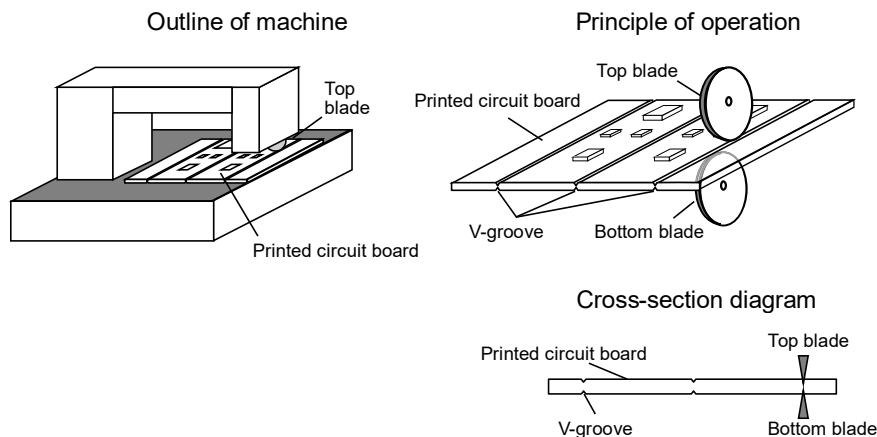 Outline of machine
Top
blade
Printed circuit board
Principle of operation
Top blade
Printed circuit board
V-groove
Bottom blade
Cross-section diagram
Top blade
Printed circuit board
V-groove
Bottom blade